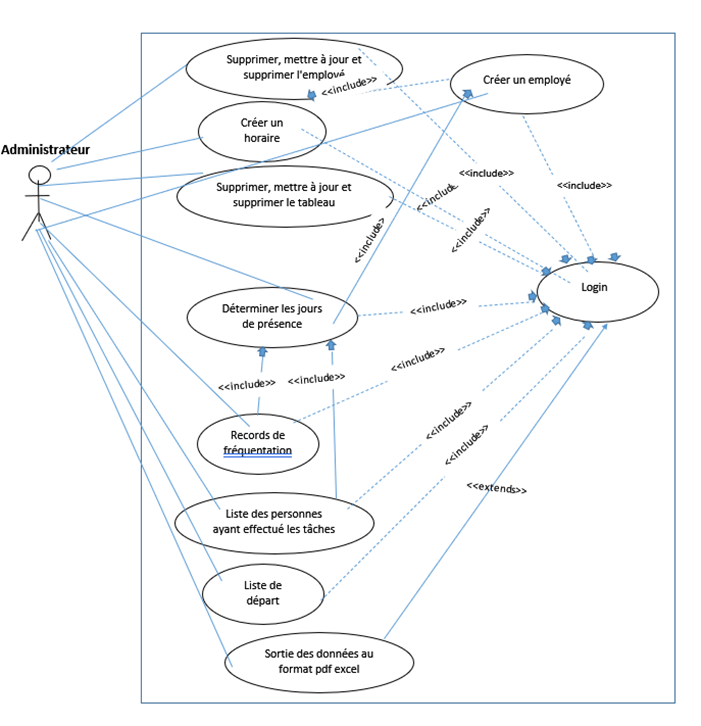 Supprimer, mettre à jour et
supprimer l'employé
<<include>>
Créer un employé
Créer un
horaire
Administrateur
<<include>>
<<include>>
Supprimer, mettre à jour et
supprimer le tableau
<<include
<<include>>
<<include>
Login
Déterminer les jours
de présence
<<include>>
<<include>>
<<include>>
<<include>>
<<include>>
Records de
fréquentation
<<include>>
<<extends>>
Liste des personnes
ayant effectué les tâches
Liste de
départ
Sortie des données au
format pdf excel